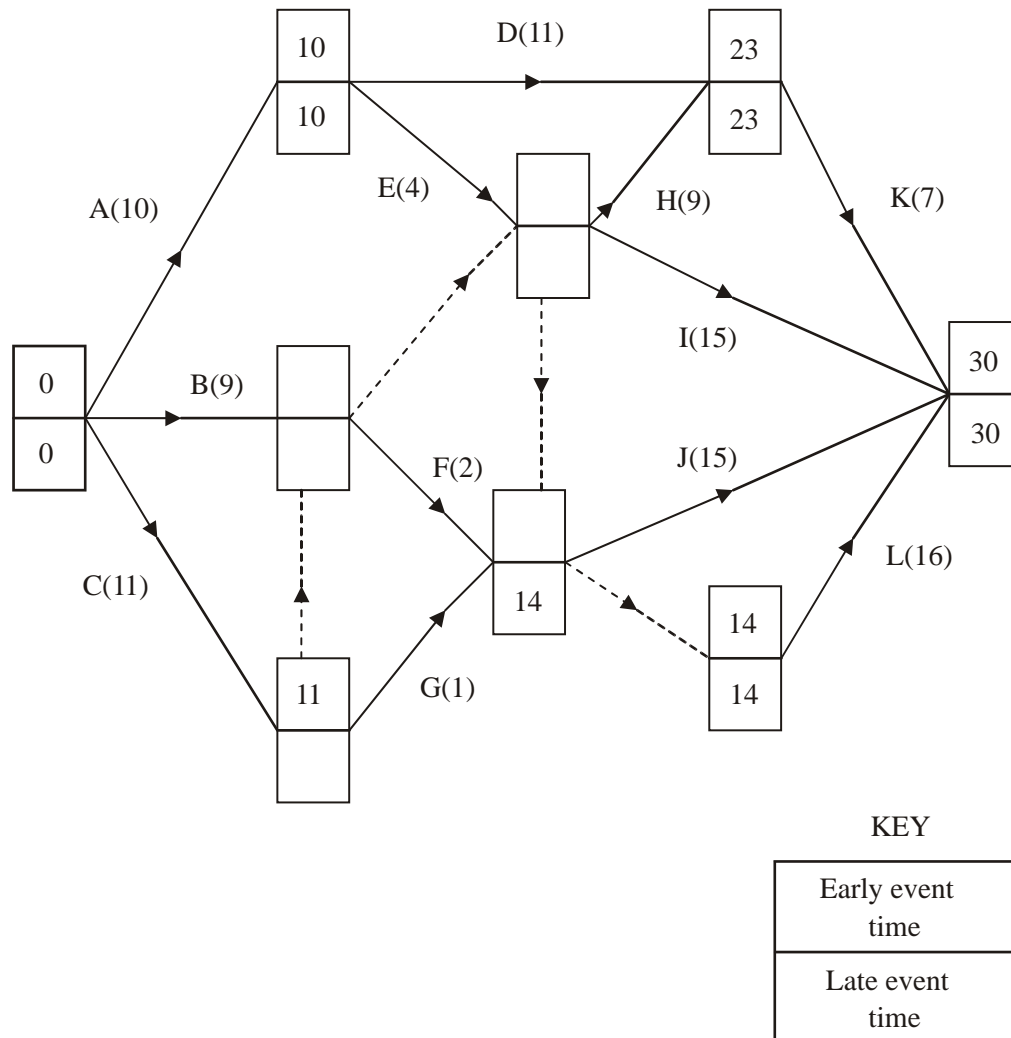 D(11)
10
10
23
23
E(4)
H(9)
K(7)
A(10)
I(15)
0
0
B(9)
30
30
F(2)
J(15)
C(11)
L(16)
14
14
14
11
G(1)
KEY
Early event
time
Late event
time